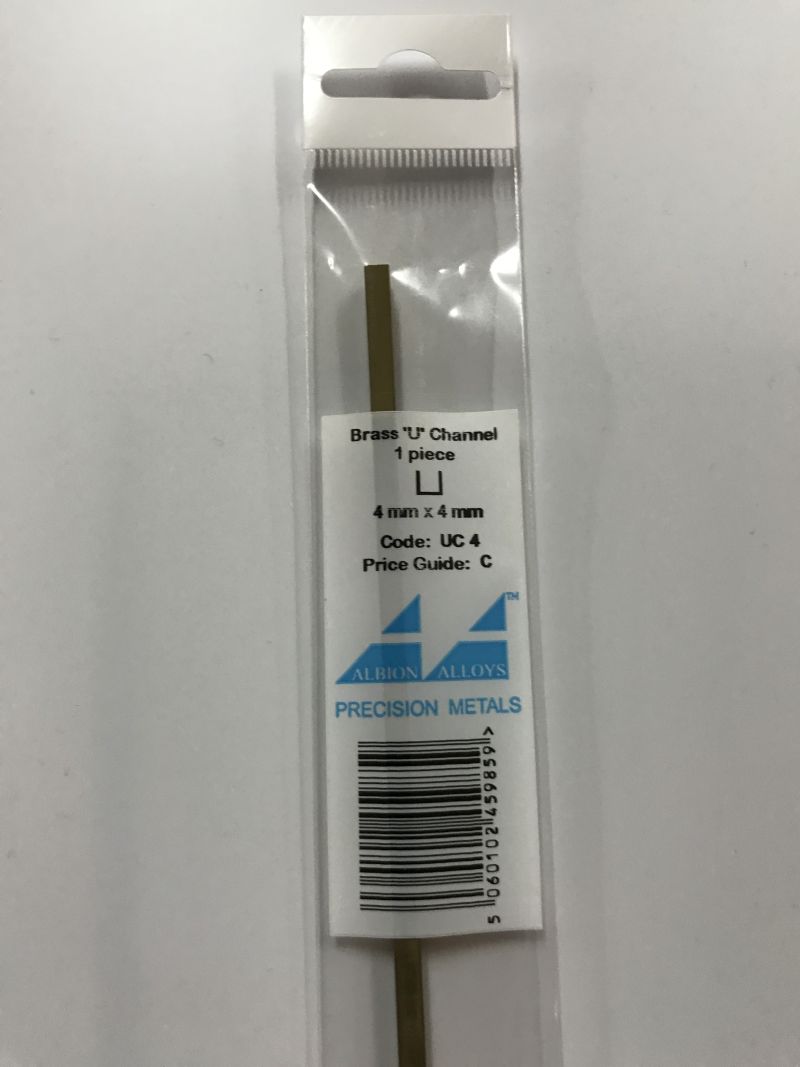 Brass "U" Channel
1 piece
4 mm x 4 mm
Code: UC 4
Price Guide: C
TM
ALBION ALLOYS
PRECISION METALS
5 060102 459859 >